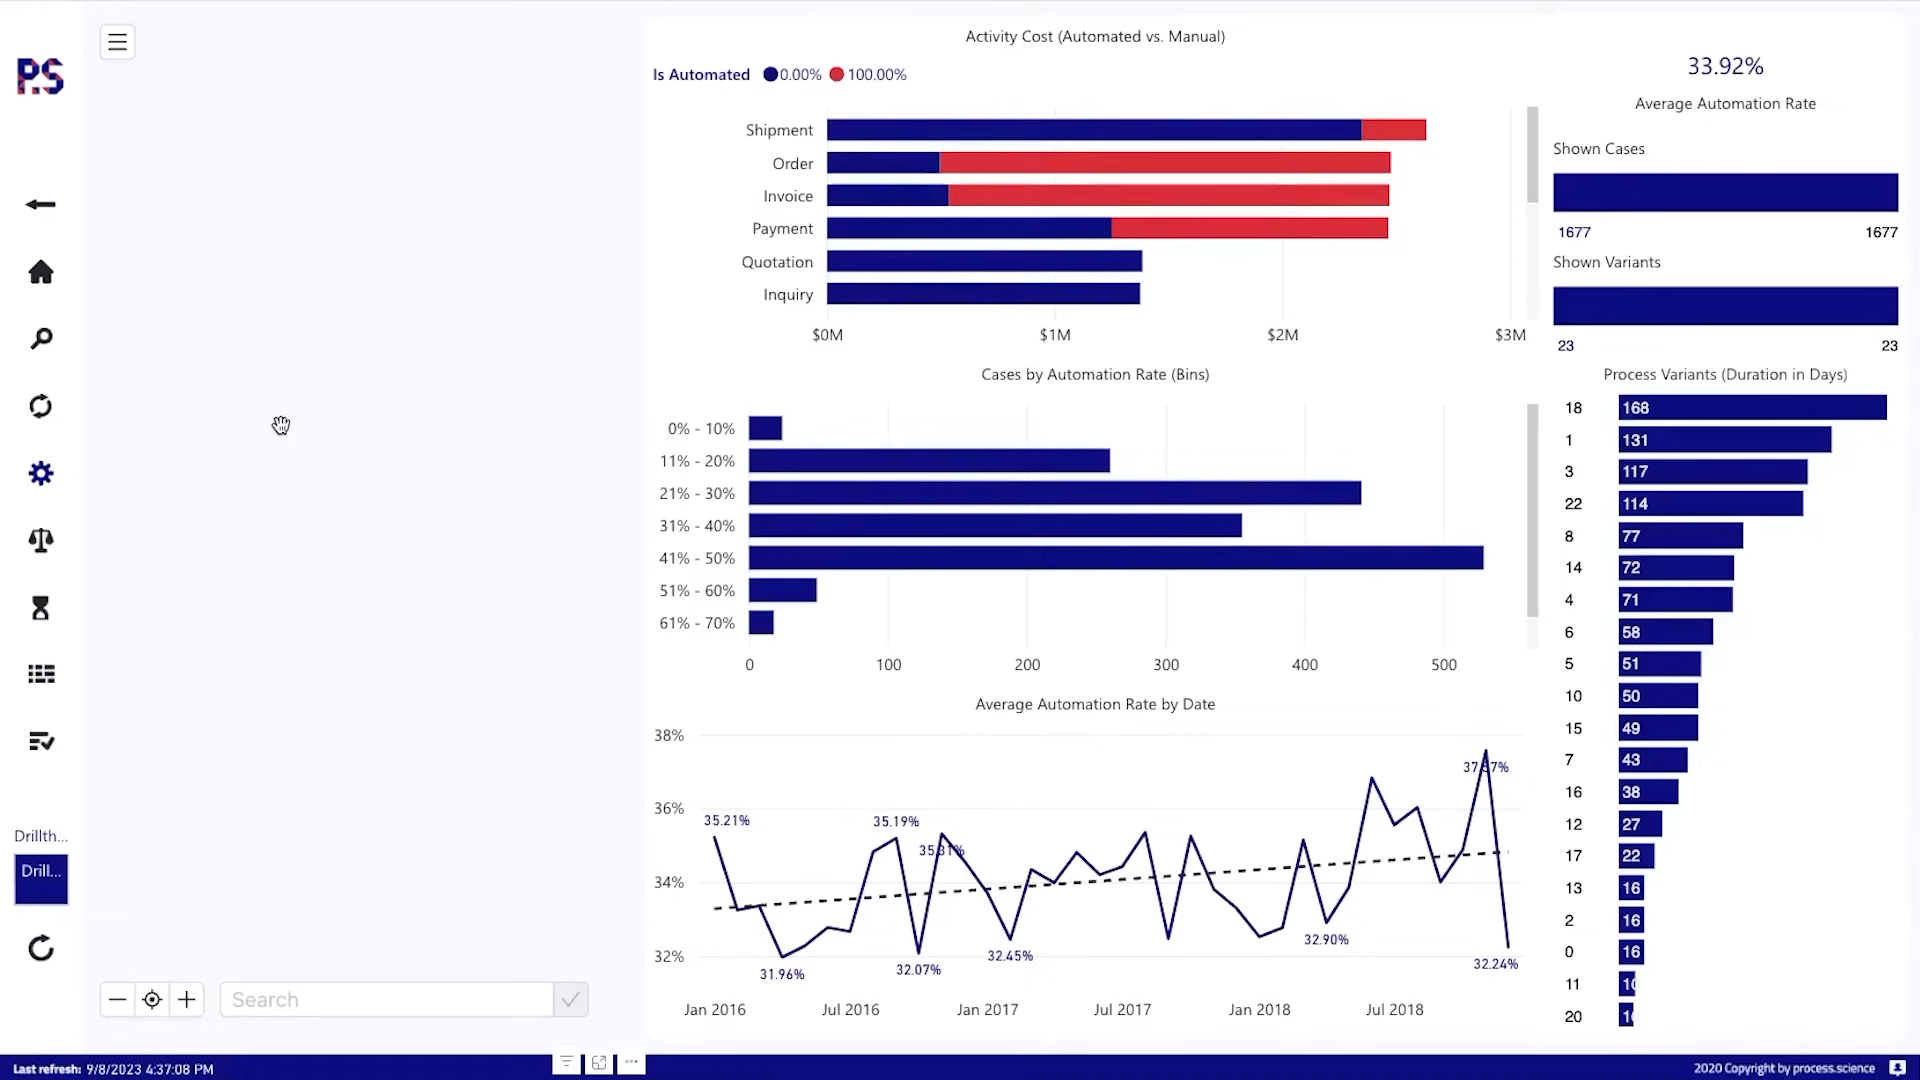 PS
Drillth...
Drill...
Search
Last refresh: 9/8/2023 4:37:08 PM
Activity Cost (Automated vs. Manual)
Is Automated 0.00% 100.00%
Shipment
Order
Invoice
Payment
Quotation
Inquiry
$0M $1M $2M $3M
Cases by Automation Rate (Bins)
0% - 10%
11% - 20%
21% - 30%
31% - 40%
41% - 50%
51% - 60%
61% - 70%
0 100 200 300 400 500
Average Automation Rate by Date
38%
36%
34%
32%
35.21%
31.96%
35.19%
32.07%
35.31%
32.45%
32.90%
32.24%
Jan 2016 Jul 2016 Jan 2017 Jul 2017 Jan 2018 Jul 2018
33.92%
Average Automation Rate
Shown Cases
1677 1677
Shown Variants
23 23
Process Variants (Duration in Days)
18 168
1 131
3 117
22 114
8 77
14 72
4 71
6 58
5 51
10 50
15 49
7 43
16 38
12 27
17 22
13 16
2 16
0 16
11
20
2020 Copyright by process.science